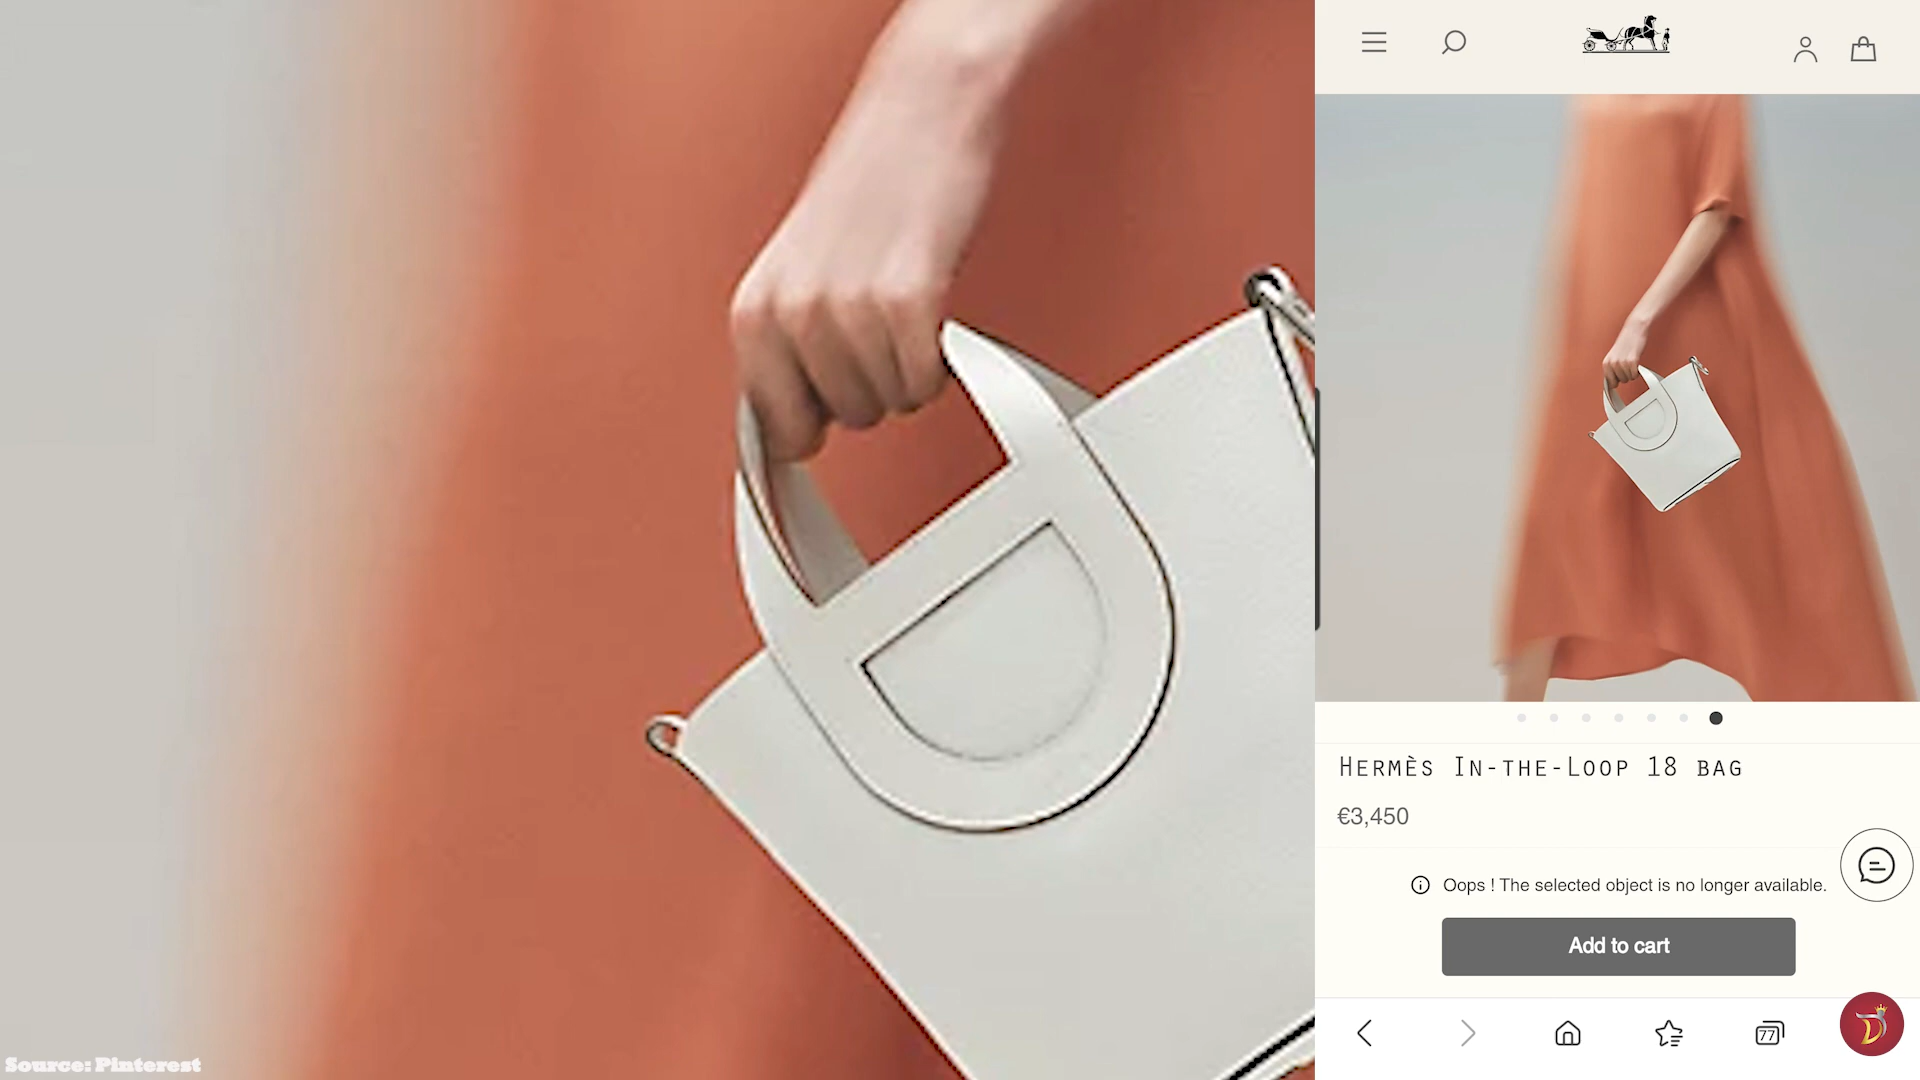 Source: Pinterest
HERMÈS IN-THE-LOOP 18 BAG
€3,450
Oops ! The selected object is no longer available.
Add to cart
77